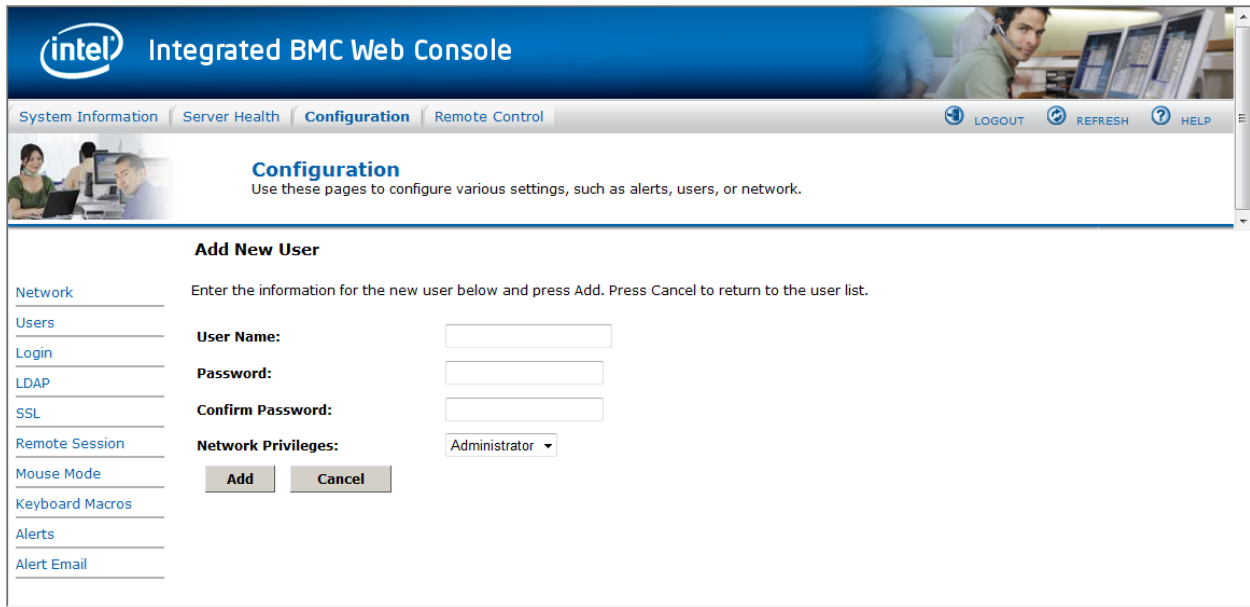 intel Integrated BMC Web Console
System Information Server Health Configuration Remote Control LOGOUT REFRESH ? HELP
Configuration
Use these pages to configure various settings, such as alerts, users, or network.
Add New User
Enter the information for the new user below and press Add. Press Cancel to return to the user list.
Network
Users
Login
LDAP
SSL
Remote Session
Mouse Mode
Keyboard Macros
Alerts
Alert Email
User Name:
Password:
Confirm Password:
Network Privileges: Administrator
Add Cancel